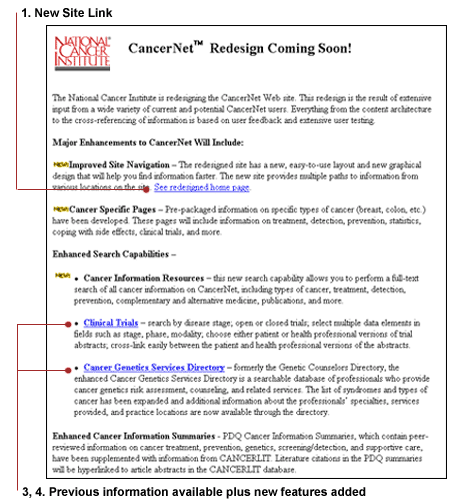 1. New Site Link
NATIONAL
CANCER
INSTITUTE
CancerNet™ Redesign Coming Soon!
The National Cancer Institute is redesigning the CancerNet Web site. This redesign is the result of extensive
input from a wide variety of current and potential CancerNet users. Everything from the content architecture
to the cross-referencing of information is based on user feedback and extensive user testing.
Major Enhancements to CancerNet Will Include:
NEW! Improved Site Navigation – The redesigned site has a new, easy-to-use layout and new graphical
design that will help you find information faster. The new site provides multiple paths to information from
various locations on the site. See redesigned home page.
NEW! Cancer Specific Pages – Pre-packaged information on specific types of cancer (breast, colon, etc.)
have been developed. These pages will include information on treatment, detection, prevention, statistics,
coping with side effects, clinical trials, and more.
Enhanced Search Capabilities –
NEW! • Cancer Information Resources – this new search capability allows you to perform a full-text
search of all cancer information on CancerNet, including types of cancer, treatment, detection,
prevention, complementary and alternative medicine, publications, and more.
• Clinical Trials – search by disease stage; open or closed trials; select multiple data elements in
fields such as stage, phase, modality, choose either patient or health professional versions of trial
abstracts; cross-link easily between the patient and health professional versions of the abstracts.
• Cancer Genetics Services Directory – formerly the Genetic Counselors Directory, the
enhanced Cancer Genetics Services Directory is a searchable database of professionals who provide
cancer genetics risk assessment, counseling, and related services. The list of syndromes and types of
cancer has been expanded and additional information about the professionals' specialties, services
provided, and practice locations are now available through the directory.
Enhanced Cancer Information Summaries - PDQ Cancer Information Summaries, which contain peer-
reviewed information on cancer treatment, prevention, genetics, screening/detection, and supportive care,
have been supplemented with information from CANCERLIT. Literature citations in the PDQ summaries
will be hyperlinked to article abstracts in the CANCERLIT database.
3, 4. Previous information available plus new features added